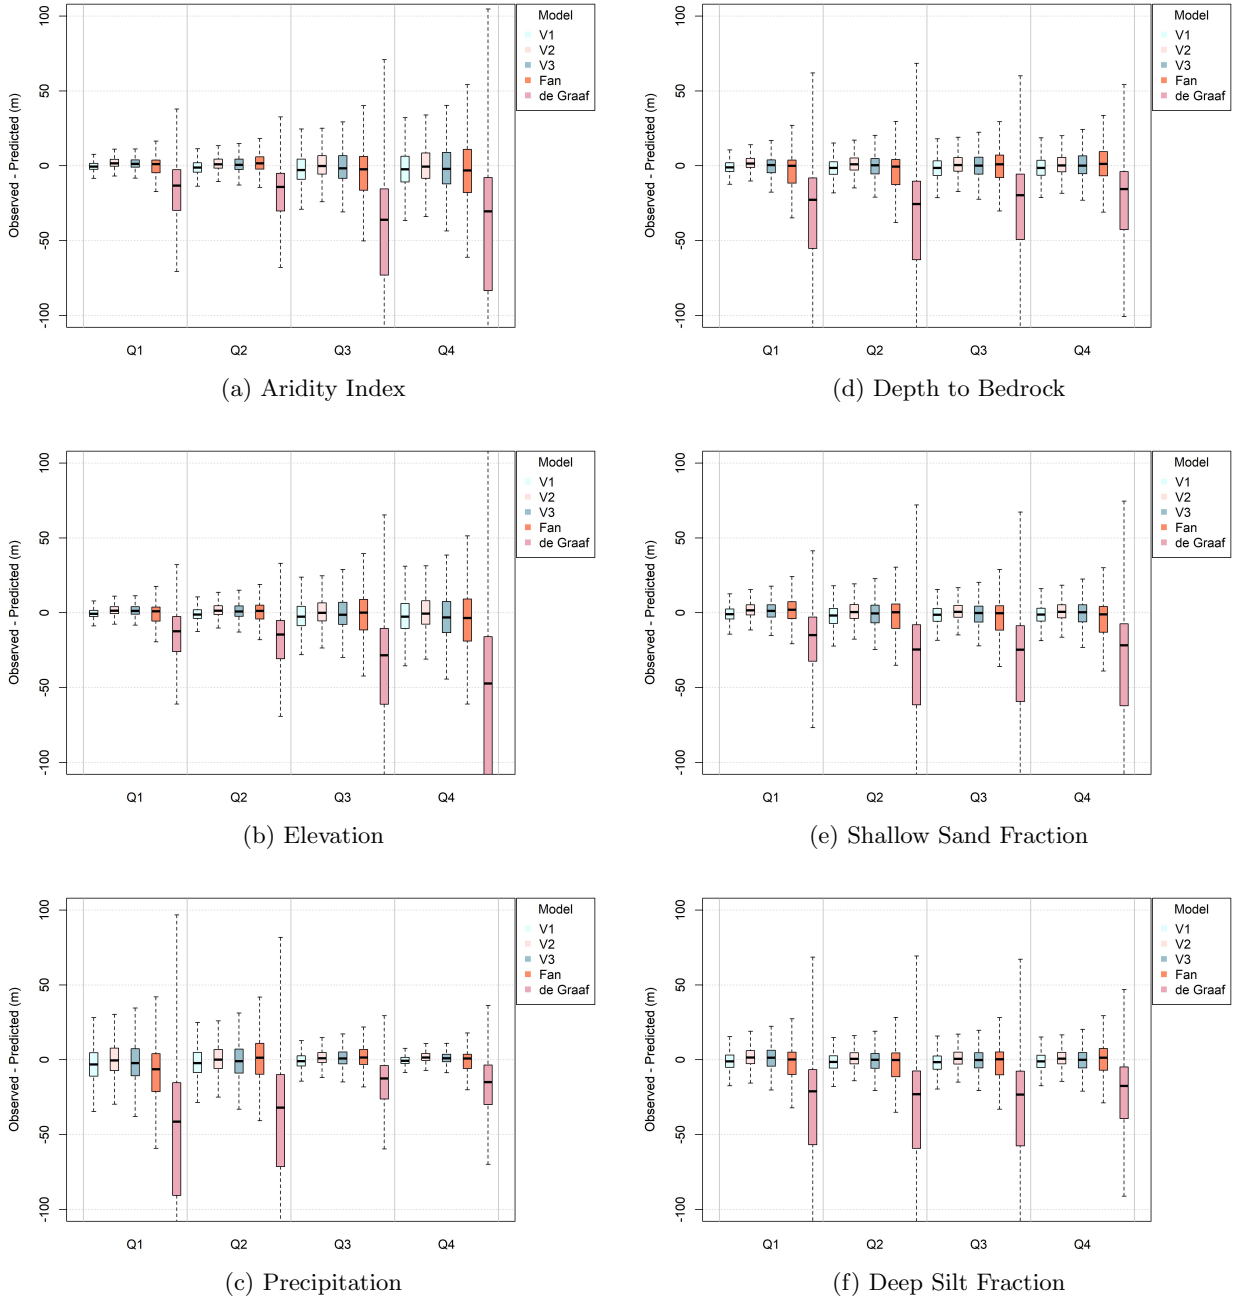 Observed - Predicted (m)
100
50
0
-50
-100
Q1 Q2 Q3 Q4
Model
V1
V2
V3
Fan
de Graaf
(a) Aridity Index
Observed - Predicted (m)
100
50
0
-50
-100
Q1 Q2 Q3 Q4
Model
V1
V2
V3
Fan
de Graaf
(d) Depth to Bedrock
Observed - Predicted (m)
100
50
0
-50
-100
Q1 Q2 Q3 Q4
Model
V1
V2
V3
Fan
de Graaf
(b) Elevation
Observed - Predicted (m)
100
50
0
-50
-100
Q1 Q2 Q3 Q4
Model
V1
V2
V3
Fan
de Graaf
(e) Shallow Sand Fraction
Observed - Predicted (m)
100
50
0
-50
-100
Q1 Q2 Q3 Q4
Model
V1
V2
V3
Fan
de Graaf
(c) Precipitation
Observed - Predicted (m)
100
50
0
-50
-100
Q1 Q2 Q3 Q4
Model
V1
V2
V3
Fan
de Graaf
(f) Deep Silt Fraction